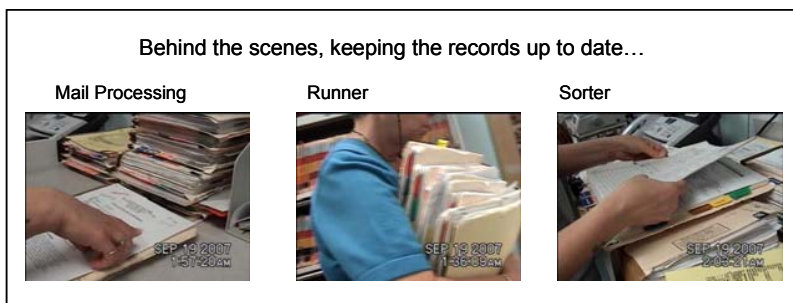 Behind the scenes, keeping the records up to date…
Mail Processing
Runner
Sorter
SEP 19 2007
1:57:20AM
SEP 19 2007
SEP 19 2007
2:03:21AM